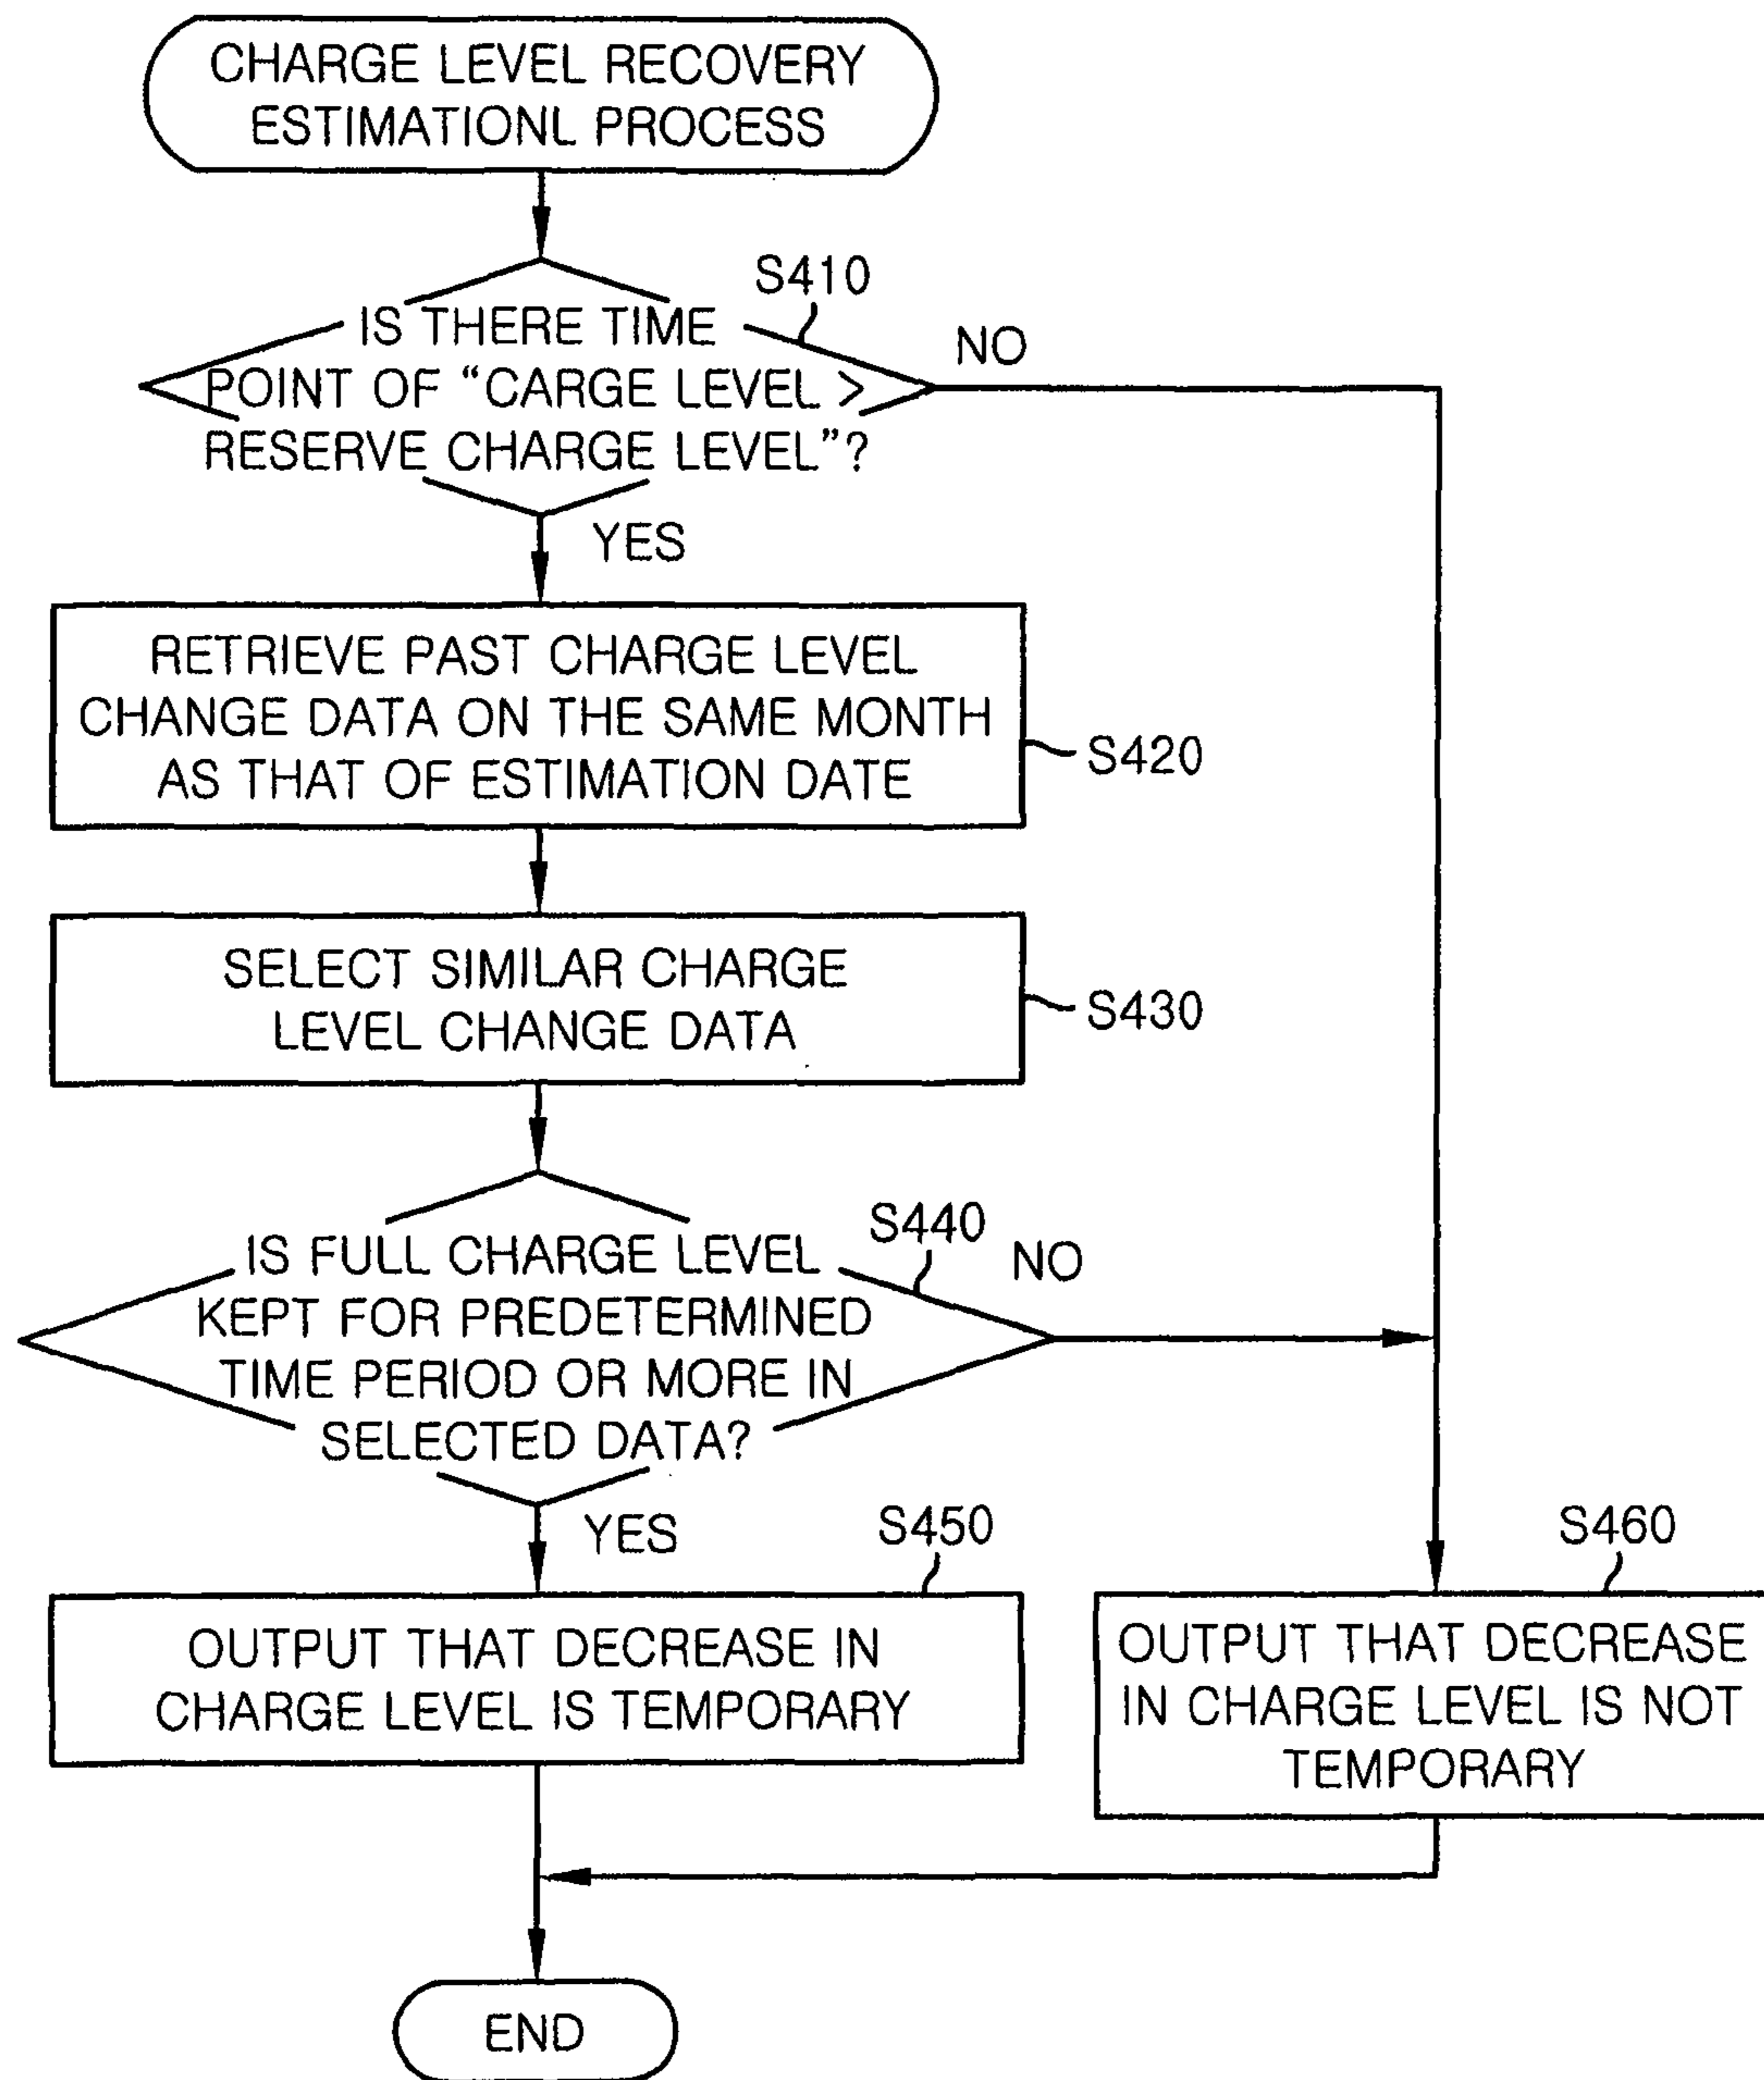 CHARGE LEVEL RECOVERY
ESTIMATIONL PROCESS
S410
IS THERE TIME
POINT OF “CARGE LEVEL >
RESERVE CHARGE LEVEL”?
NO
YES
RETRIEVE PAST CHARGE LEVEL
CHANGE DATA ON THE SAME MONTH
AS THAT OF ESTIMATION DATE
S420
SELECT SIMILAR CHARGE
LEVEL CHANGE DATA
S430
S440
IS FULL CHARGE LEVEL
KEPT FOR PREDETERMINED
TIME PERIOD OR MORE IN
SELECTED DATA?
NO
YES
S450
OUTPUT THAT DECREASE IN
CHARGE LEVEL IS TEMPORARY
S460
OUTPUT THAT DECREASE
IN CHARGE LEVEL IS NOT
TEMPORARY
END